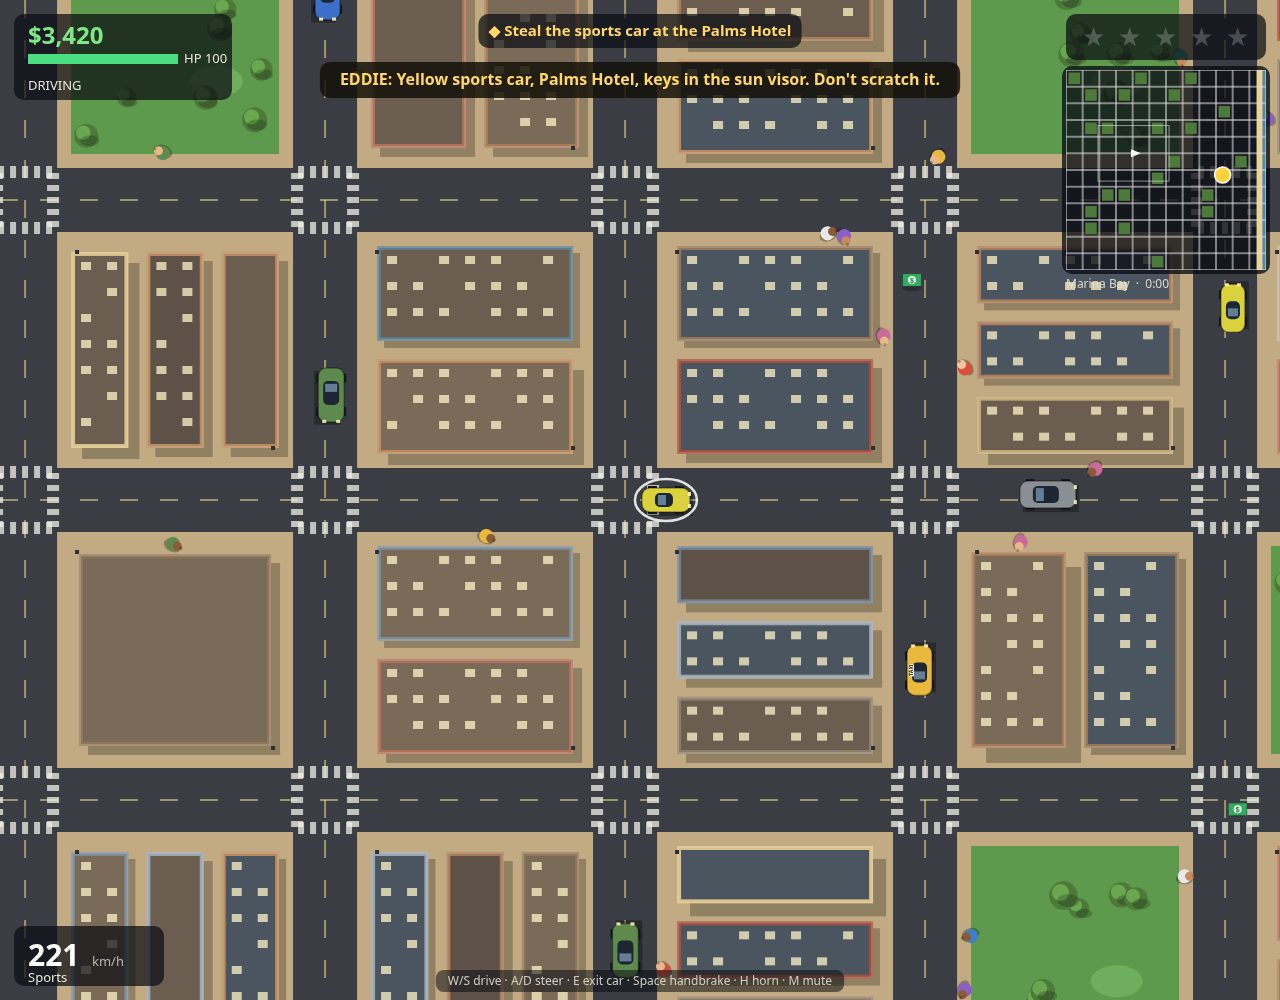 $3,420
HP 100
DRIVING
◆ Steal the sports car at the Palms Hotel
EDDIE: Yellow sports car, Palms Hotel, keys in the sun visor. Don't scratch it.
★ ★ ★ ★ ★
Marina Bay · 0:00
$
TAXI
$
221 km/h
Sports
W/S drive · A/D steer · E exit car · Space handbrake · H horn · M mute